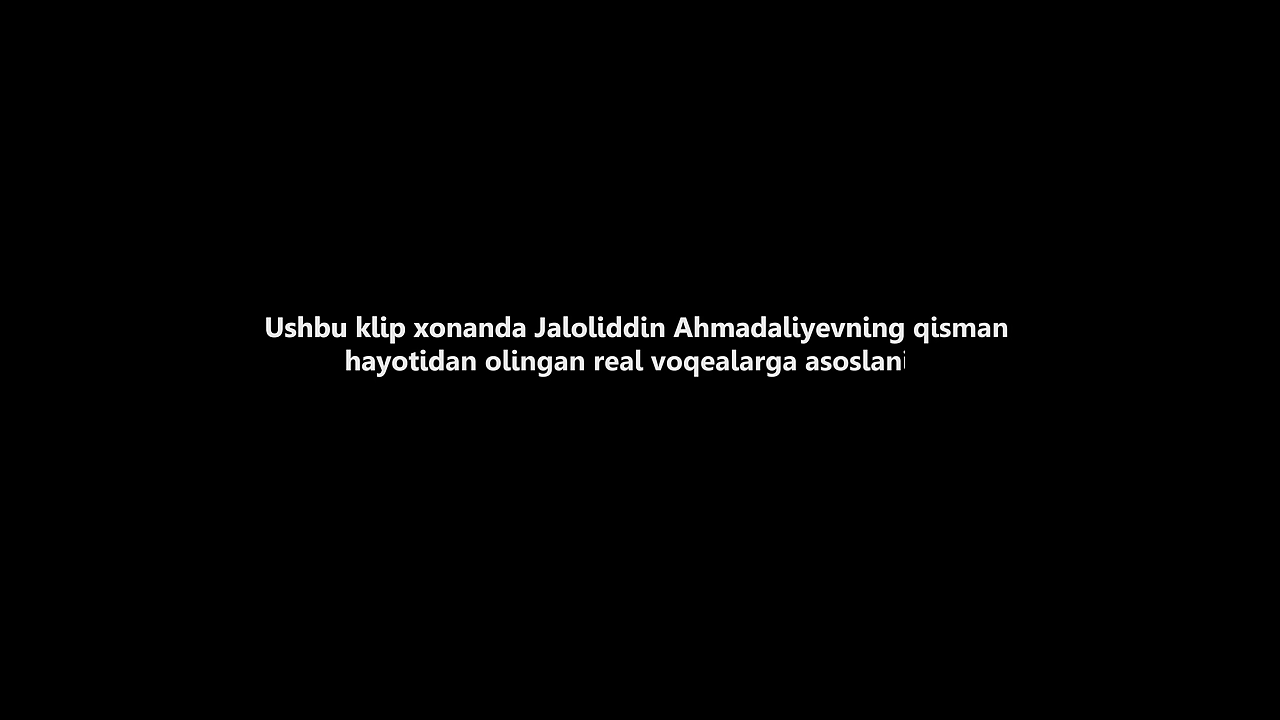 Ushbu klip xonanda Jaloliddin Ahmadaliyevning qisman
hayotidan olingan real voqealarga asoslani